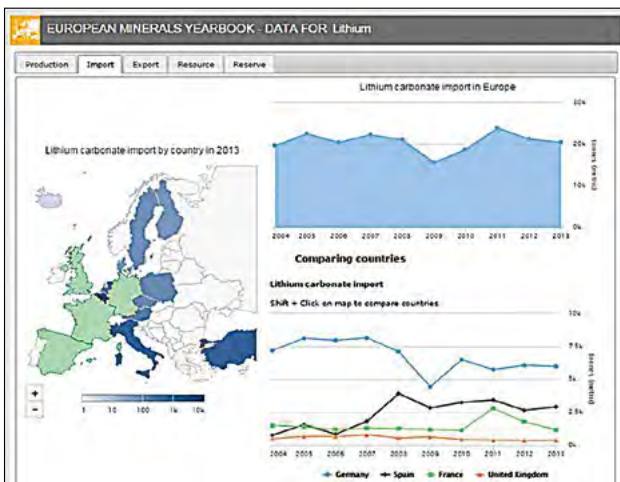 EUROPEAN MINERALS YEARBOOK - DATA FOR Lithium
Production Import Export Resource Reserve
Lithium carbonate import by country in 2013
+
-
1 10 100 1k 10k
Lithium carbonate import in Europe
30k
20k
10k
0k
tonnes (metric)
2004 2005 2006 2007 2008 2009 2010 2011 2012 2013
Comparing countries
Lithium carbonate import
Shift + Click on map to compare countries
10k
7.5k
5k
2.5k
0k
tonnes (metric)
2004 2005 2006 2007 2008 2009 2010 2011 2012 2013
Germany Spain France United Kingdom